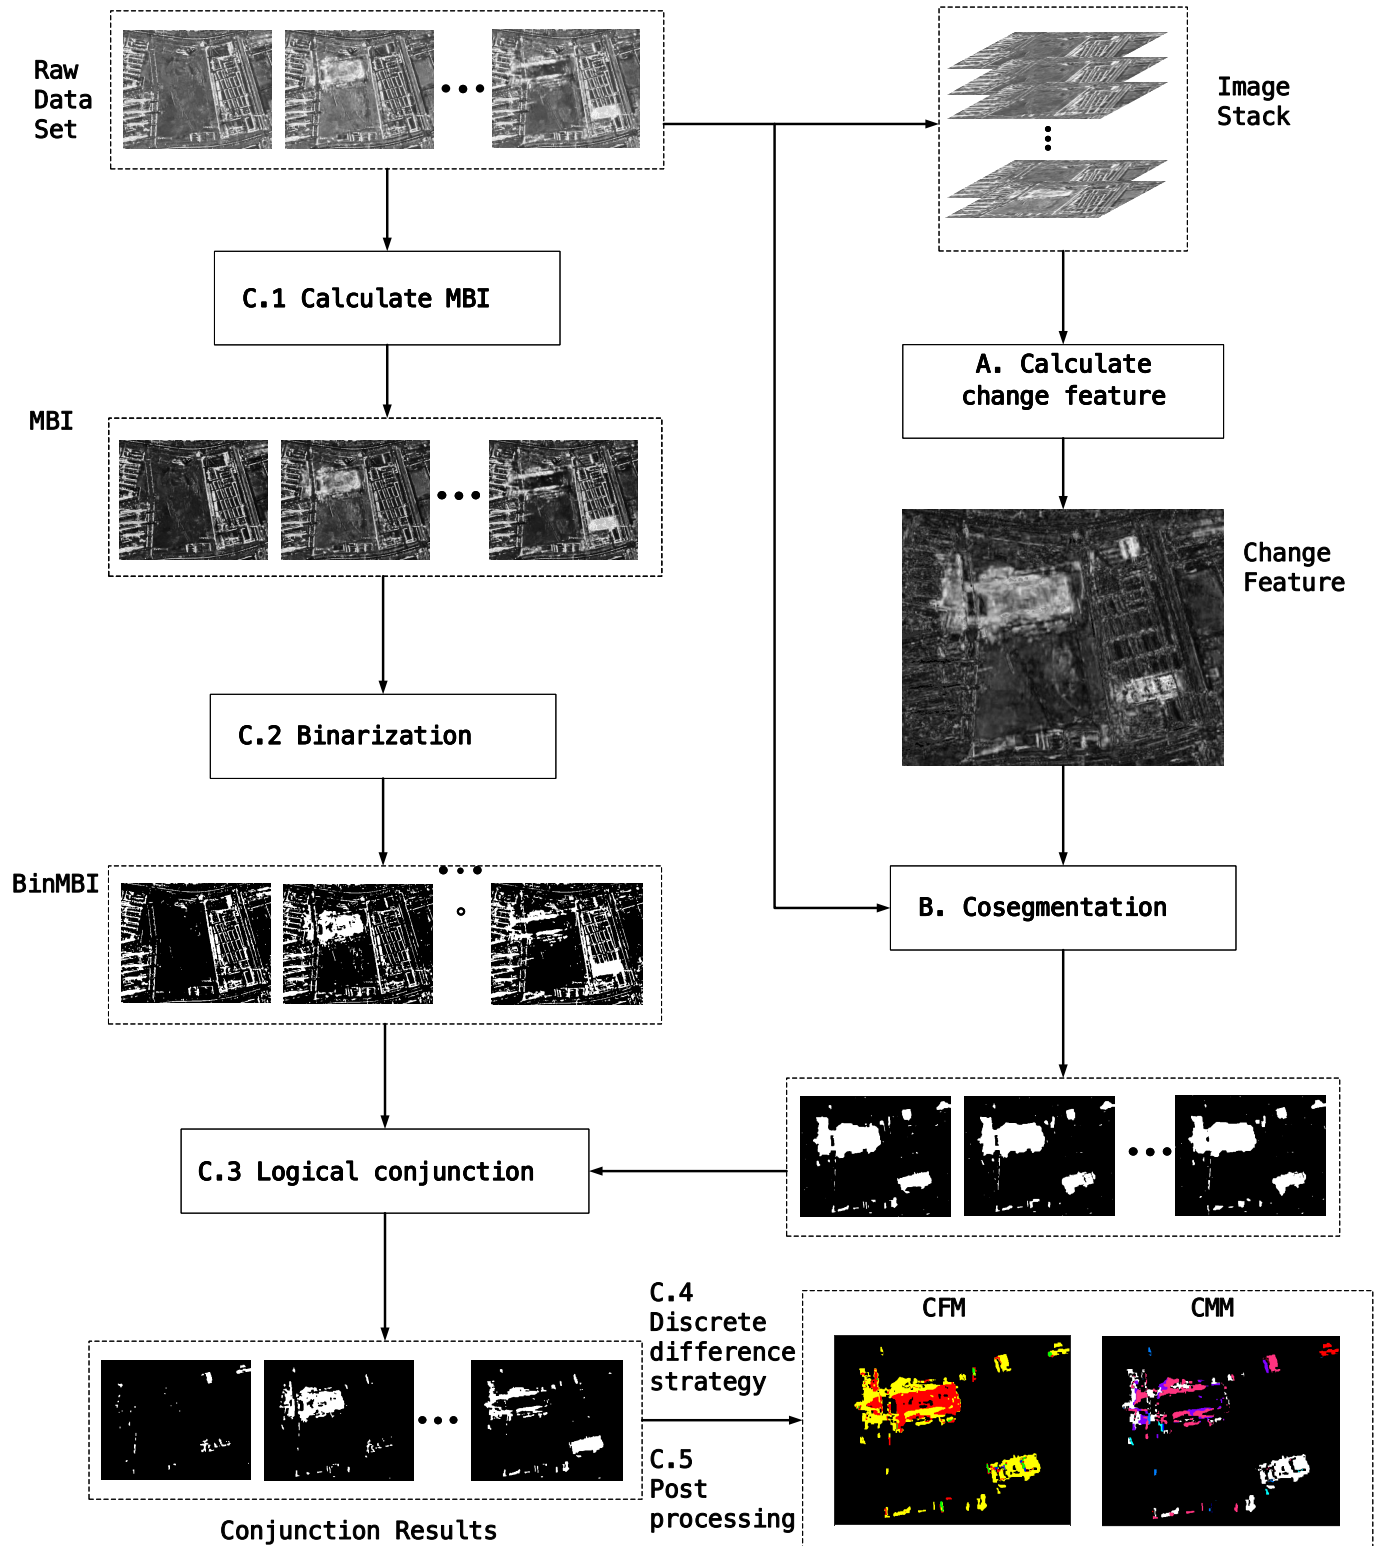 Raw
Data
Set
Image
Stack
C.1 Calculate MBI
A. Calculate
change feature
MBI
Change
Feature
C.2 Binarization
BinMBI
B. Cosegmentation
C.3 Logical conjunction
C.4
Discrete
difference
strategy
CFM
CMM
C.5
Post
processing
Conjunction Results